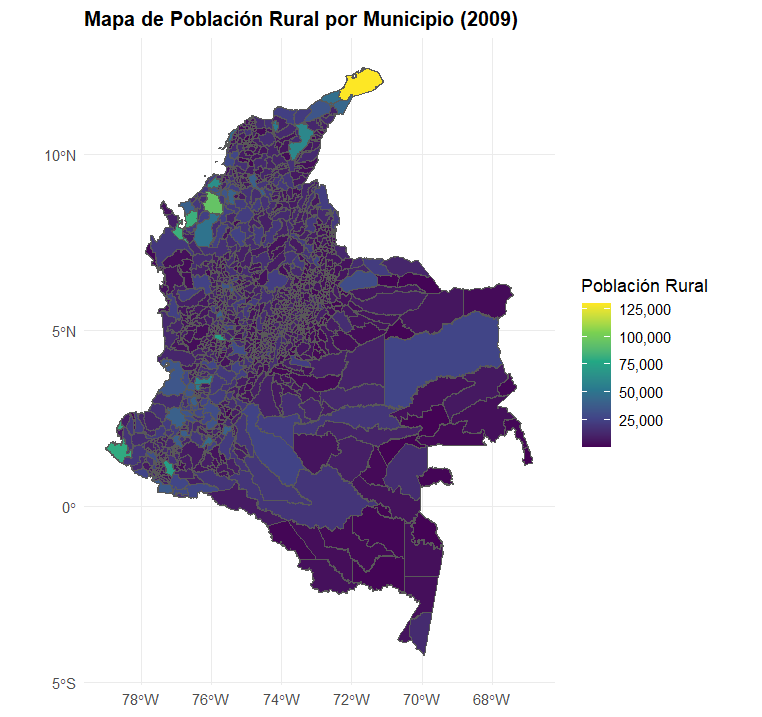 Mapa de Población Rural por Municipio (2009)
10°N
5°N
0°
5°S
78°W 76°W 74°W 72°W 70°W 68°W
Población Rural
125,000
100,000
75,000
50,000
25,000